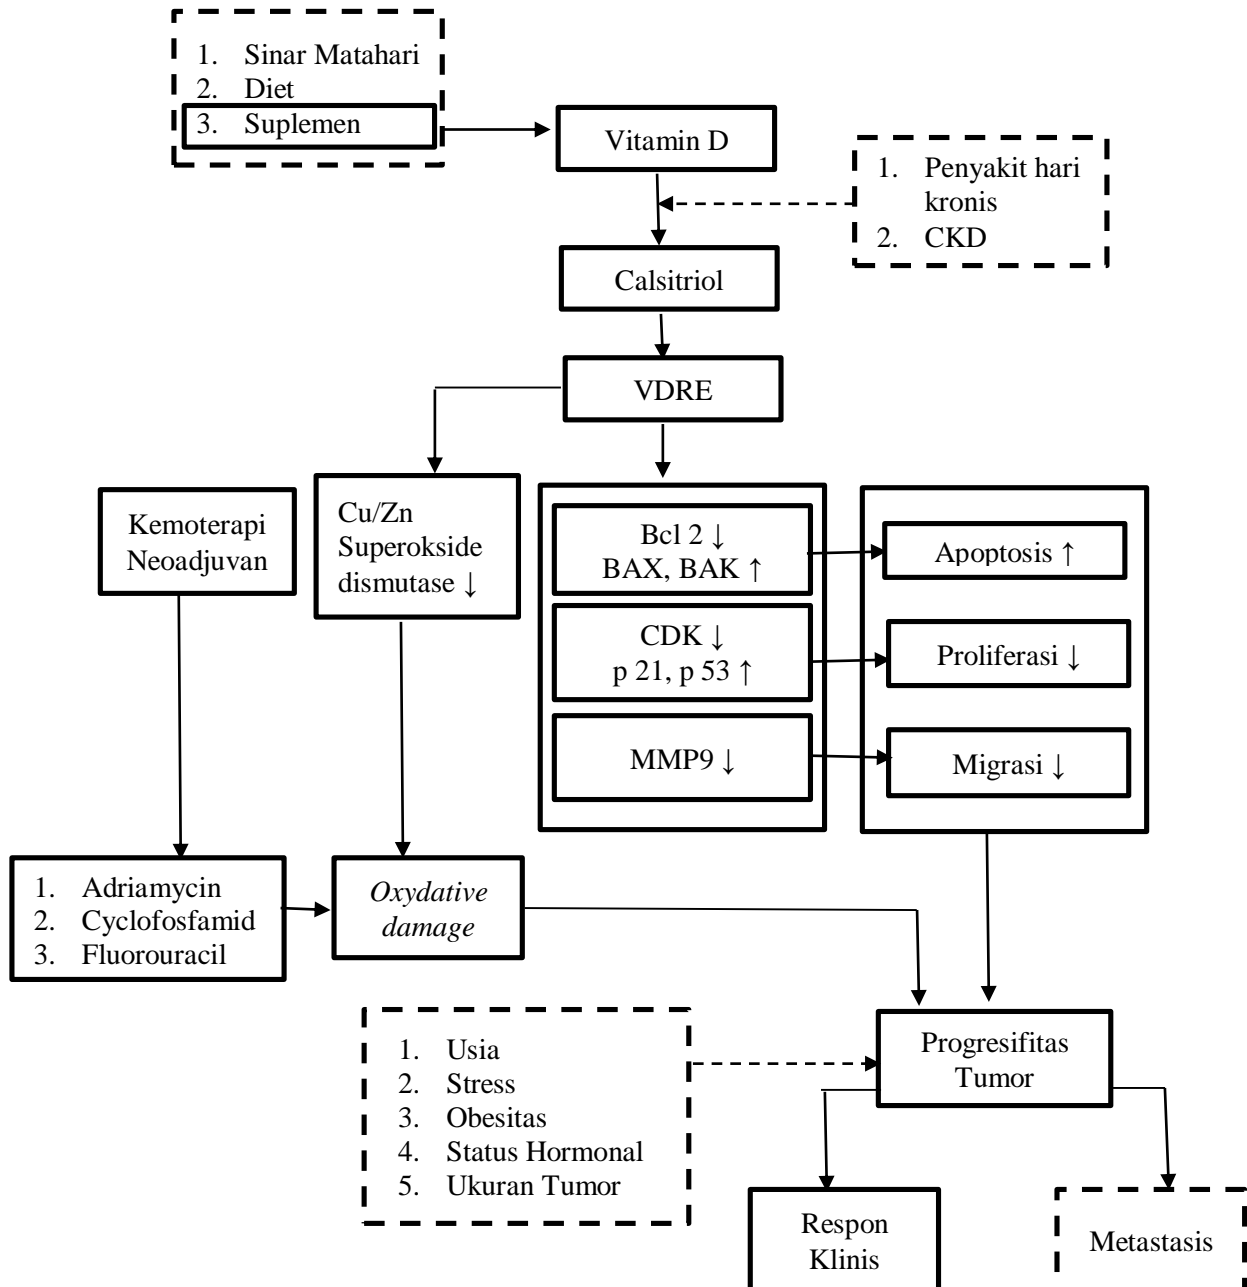 1. Sinar Matahari
2. Diet
3. Suplemen
Vitamin D
1. Penyakit hari
kronis
2. CKD
Calsitriol
VDRE
Kemoterapi
Neoadjuvan
Cu/Zn
Superokside
dismutase ↓
Bcl 2 ↓
BAX, BAK ↑
Apoptosis ↑
CDK ↓
p 21, p 53 ↑
Proliferasi ↓
MMP9 ↓
Migrasi ↓
1. Adriamycin
2. Cyclofosfamid
3. Fluorouracil
Oxydative
damage
1. Usia
2. Stress
3. Obesitas
4. Status Hormonal
5. Ukuran Tumor
Progresifitas
Tumor
Respon
Klinis
Metastasis